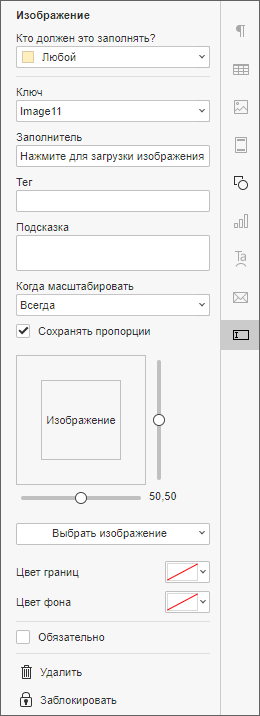 Изображение
Кто должен это заполнять?
Любой
Ключ
Image11
Заполнитель
Нажмите для загрузки изображения
Тег
Подсказка
Когда масштабировать
Всегда
Сохранять пропорции
Изображение
50,50
Выбрать изображение
Цвет границ
Цвет фона
Обязательно
Удалить
Заблокировать